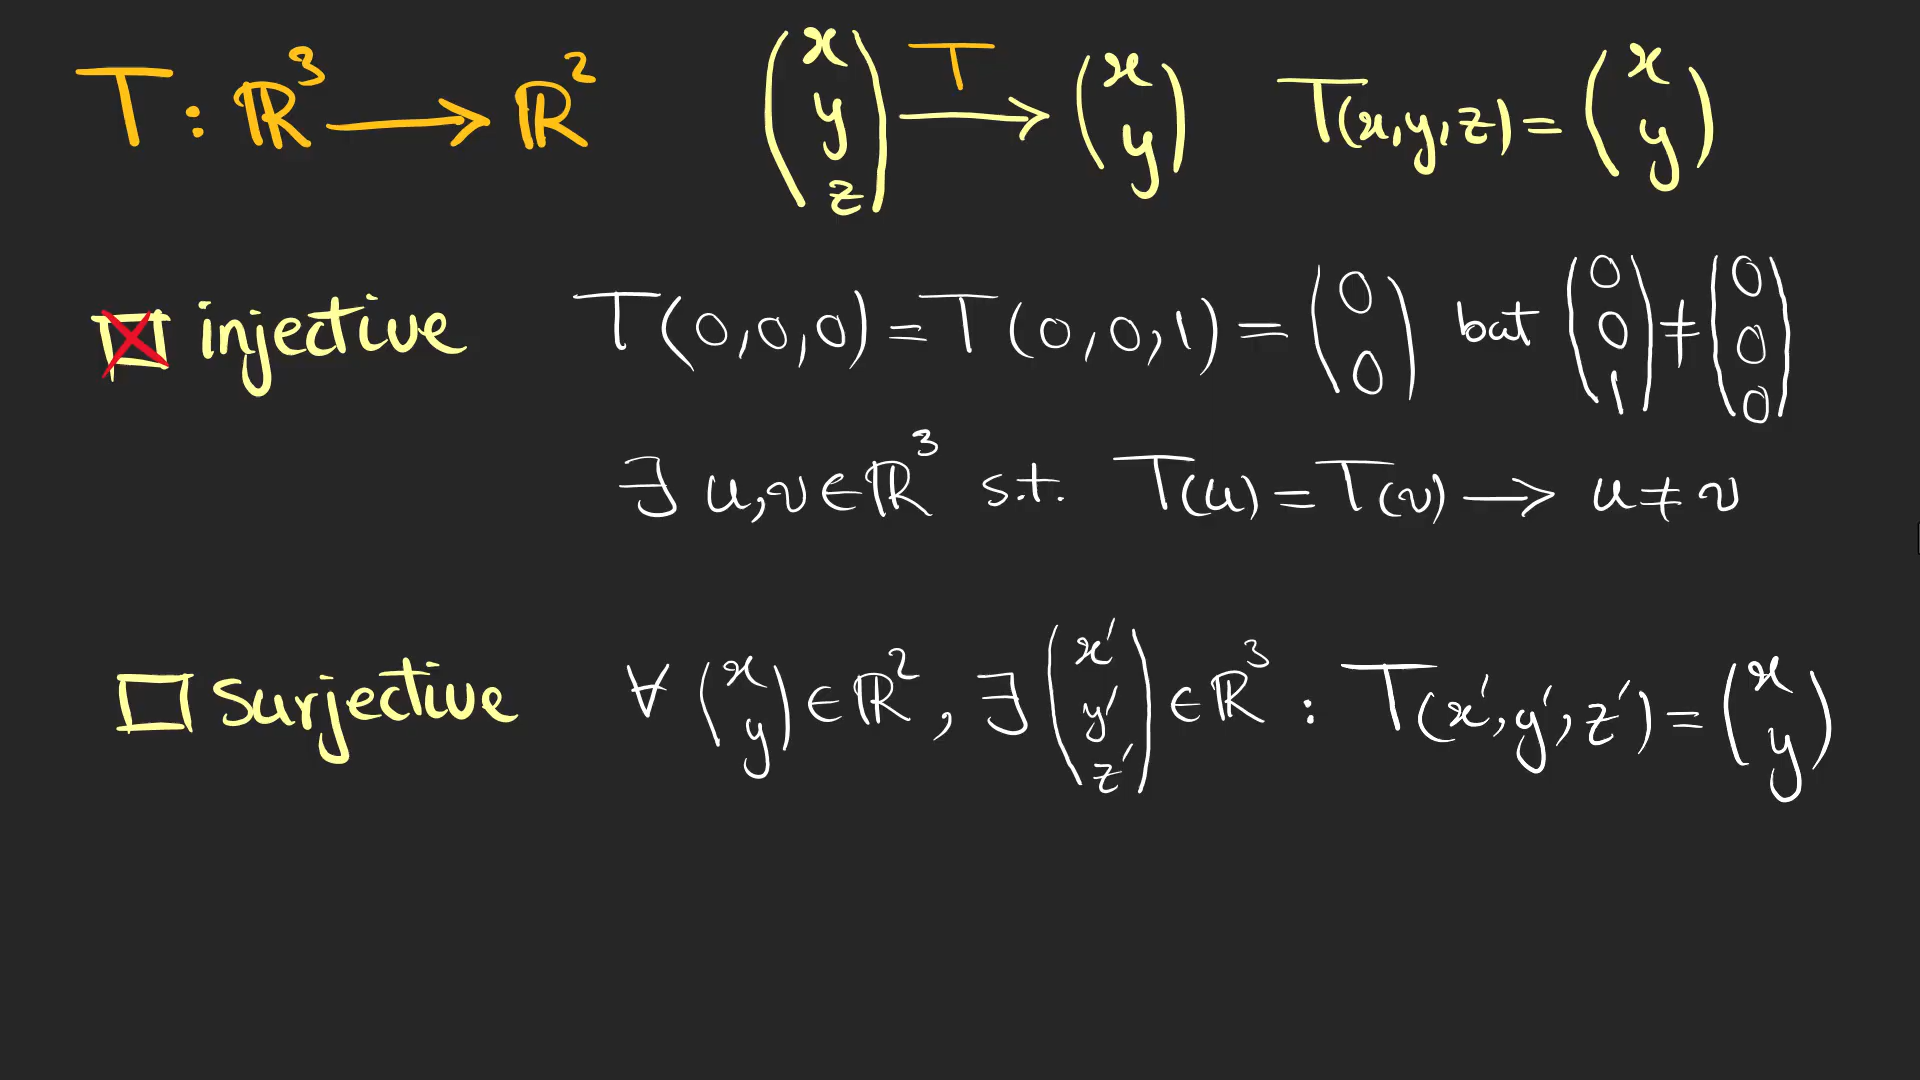 T : ℝ³ ⟶ ℝ² (x y z) T⟶ (x y) T(x,y,z) = (x y)
injective T(0,0,0) = T(0,0,1) = (0 0) bat (0 0 1) ≠ (0 0 0)
∃ u,v ∈ ℝ³ s.t. T(u) = T(v) ⟶ u ≠ v
Surjective ∀ (x y) ∈ ℝ², ∃ (x' y' z') ∈ ℝ³ : T(x', y', z') = (x y)